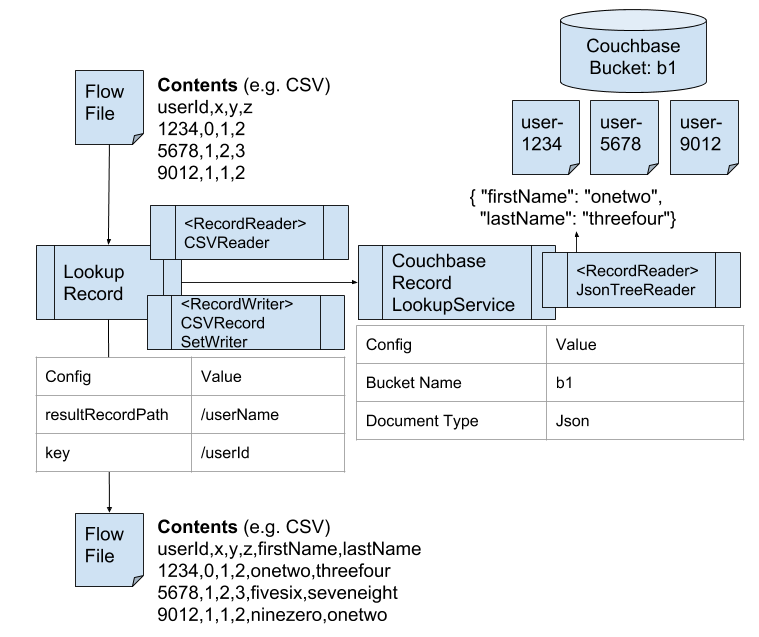 Couchbase
Bucket: b1
Flow
File
Contents (e.g. CSV)
userId,x,y,z
1234,0,1,2
5678,1,2,3
9012,1,1,2
user-
1234
user-
5678
user-
9012
{ "firstName": "onetwo",
"lastName": "threefour"}
<RecordReader>
CSVReader
Lookup
Record
<RecordWriter>
CSVRecord
SetWriter
Couchbase
Record
LookupService
<RecordReader>
JsonTreeReader
Config Value
Bucket Name b1
Document Type Json
Config Value
resultRecordPath /userName
key /userId
Flow
File
Contents (e.g. CSV)
userId,x,y,z,firstName,lastName
1234,0,1,2,onetwo,threefour
5678,1,2,3,fivesix,seveneight
9012,1,1,2,ninezero,onetwo